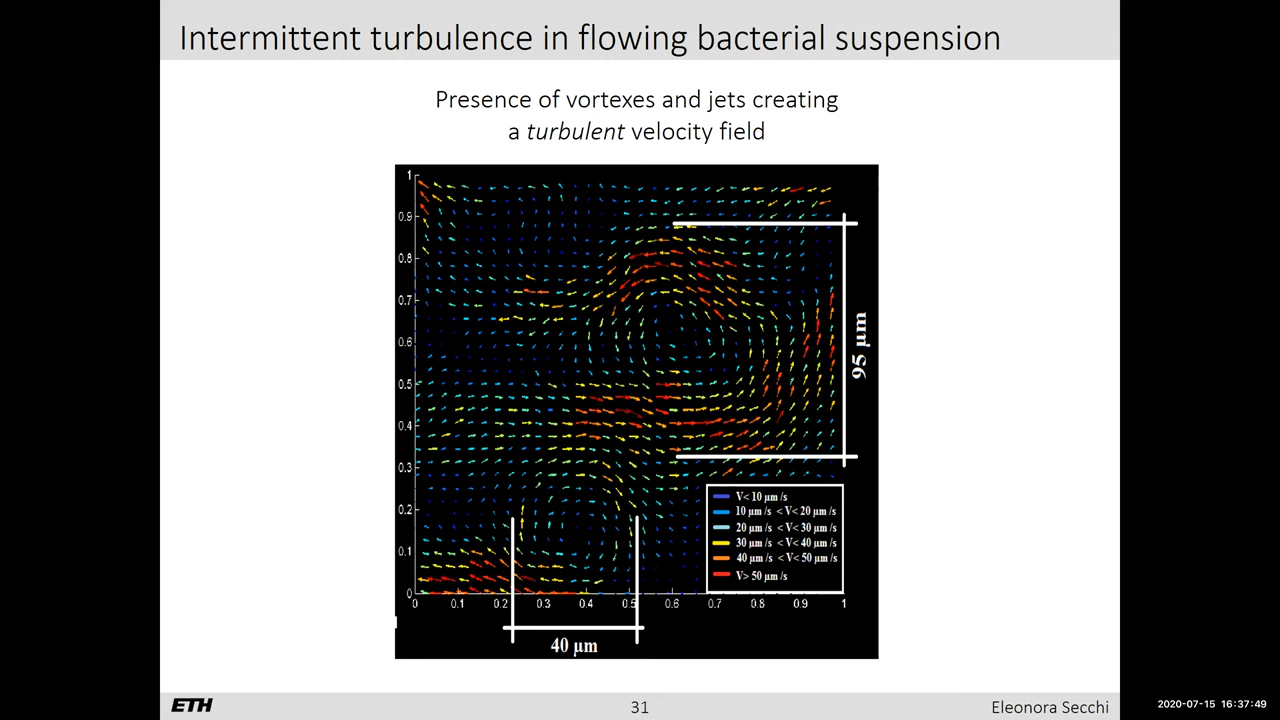 Intermittent turbulence in flowing bacterial suspension
Presence of vortexes and jets creating
a turbulent velocity field
1
0.9
0.8
0.7
0.6
0.5
0.4
0.3
0.2
0.1
0
0 0.1 0.2 0.3 0.4 0.5 0.6 0.7 0.8 0.9 1
95 µm
40 µm
V< 10 µm /s
10 µm /s < V< 20 µm /s
20 µm /s < V< 30 µm /s
30 µm /s < V< 40 µm /s
40 µm /s < V< 50 µm /s
V> 50 µm /s
ETH
31
Eleonora Secchi
2020-07-15 16:37:49